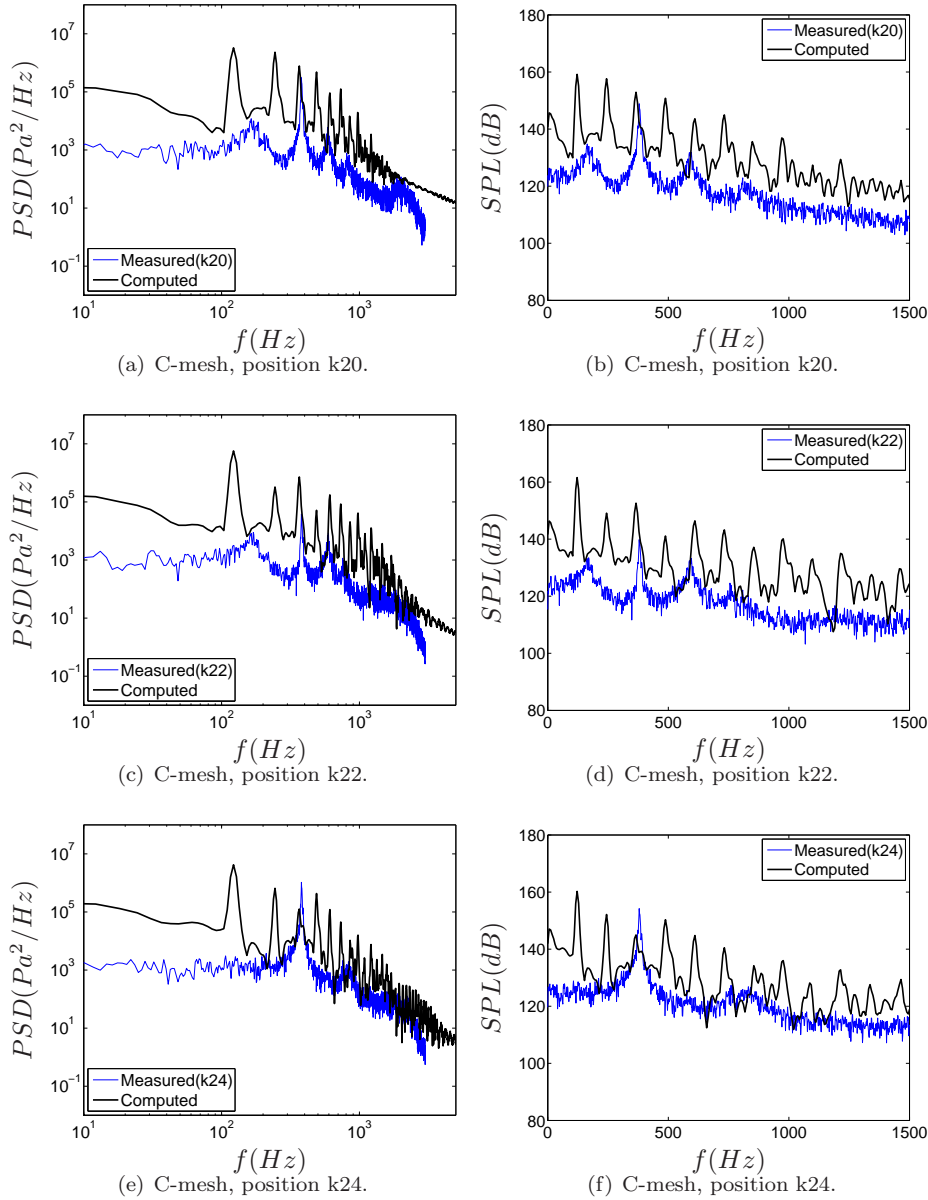 10^7
10^5
10^3
10^1
10^−1
PSD(Pa^2/Hz)
Measured(k20)
Computed
10^1
10^2
10^3
f(Hz)
(a) C-mesh, position k20.
180
160
140
120
100
80
SPL(dB)
Measured(k20)
Computed
0
500
1000
1500
f(Hz)
(b) C-mesh, position k20.
10^7
10^5
10^3
10^1
10^−1
PSD(Pa^2/Hz)
Measured(k22)
Computed
10^1
10^2
10^3
f(Hz)
(c) C-mesh, position k22.
180
160
140
120
100
80
SPL(dB)
Measured(k22)
Computed
0
500
1000
1500
f(Hz)
(d) C-mesh, position k22.
10^7
10^5
10^3
10^1
10^−1
PSD(Pa^2/Hz)
Measured(k24)
Computed
10^1
10^2
10^3
f(Hz)
(e) C-mesh, position k24.
180
160
140
120
100
80
SPL(dB)
Measured(k24)
Computed
0
500
1000
1500
f(Hz)
(f) C-mesh, position k24.